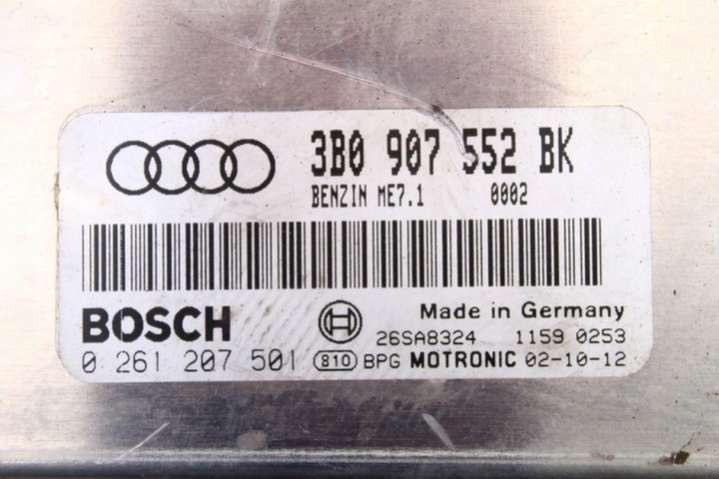 3B0 907 552 BK
BENZIN ME7.1 0002
BOSCH
Made in Germany
26SA8324 1159 0253
0 261 207 501 810 BPG MOTRONIC 02-10-12